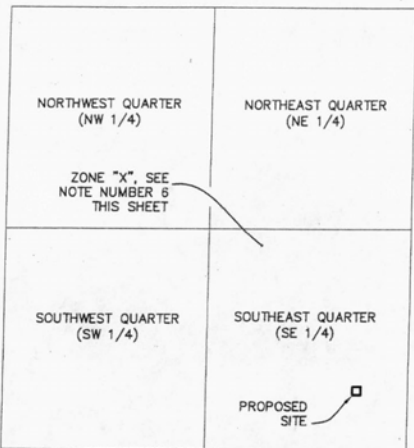 NORTHWEST QUARTER
(NW 1/4)
NORTHEAST QUARTER
(NE 1/4)
ZONE "X", SEE
NOTE NUMBER 6
THIS SHEET
SOUTHWEST QUARTER
(SW 1/4)
SOUTHEAST QUARTER
(SE 1/4)
PROPOSED
SITE